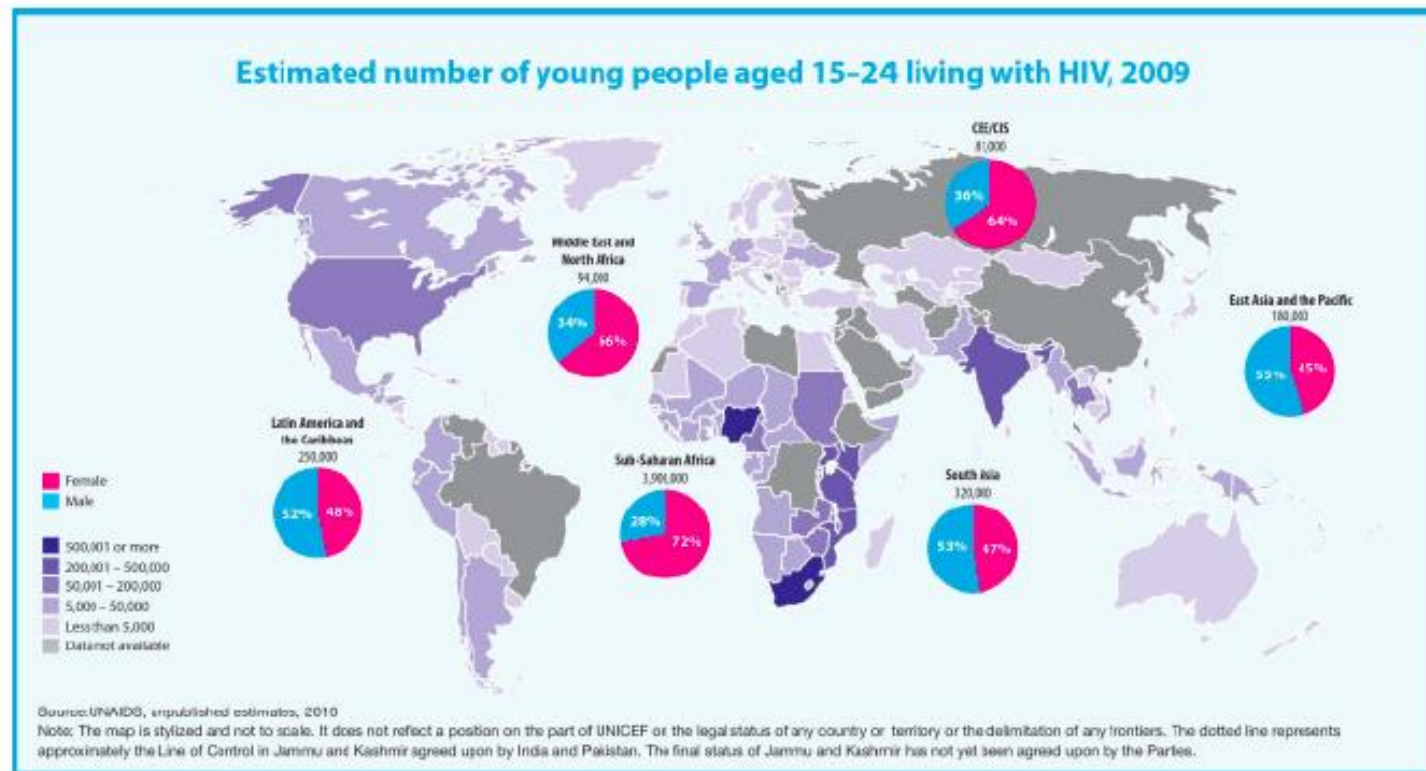 Estimated number of young people aged 15–24 living with HIV, 2009
CEE/CIS
81,000
36%
64%
Middle East and
North Africa
94,000
34%
66%
East Asia and the Pacific
180,000
55%
45%
Latin America and
the Caribbean
250,000
52%
48%
Sub-Saharan Africa
3,900,000
28%
72%
South Asia
320,000
53%
47%
Female
Male
500,001 or more
200,001 – 500,000
50,001 – 200,000
5,000 – 50,000
Less than 5,000
Data not available
Source: UNAIDS, unpublished estimates, 2010
Note: The map is stylized and not to scale. It does not reflect a position on the part of UNICEF or the legal status of any country or territory or the delimitation of any frontiers. The dotted line represents
approximately the Line of Control in Jammu and Kashmir agreed upon by India and Pakistan. The final status of Jammu and Kashmir has not yet been agreed upon by the Parties.